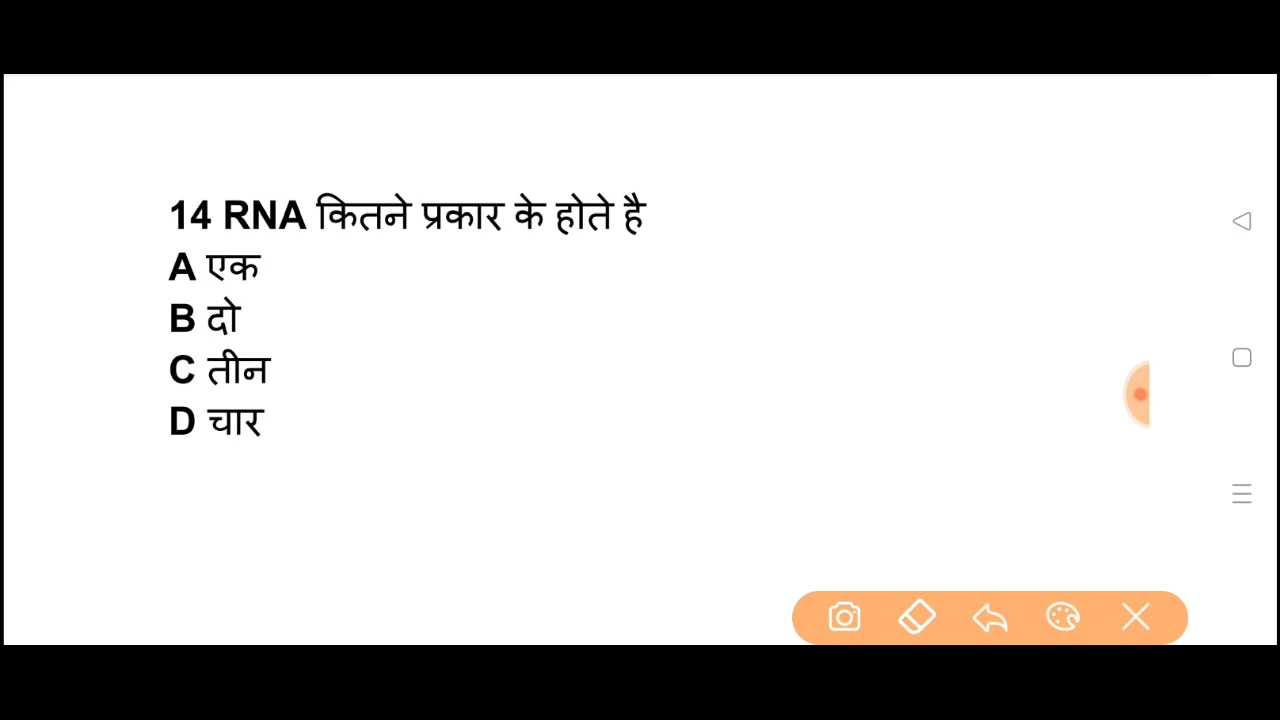 14 RNA कितने प्रकार के होते है
A एक
B दो
C तीन
D चार